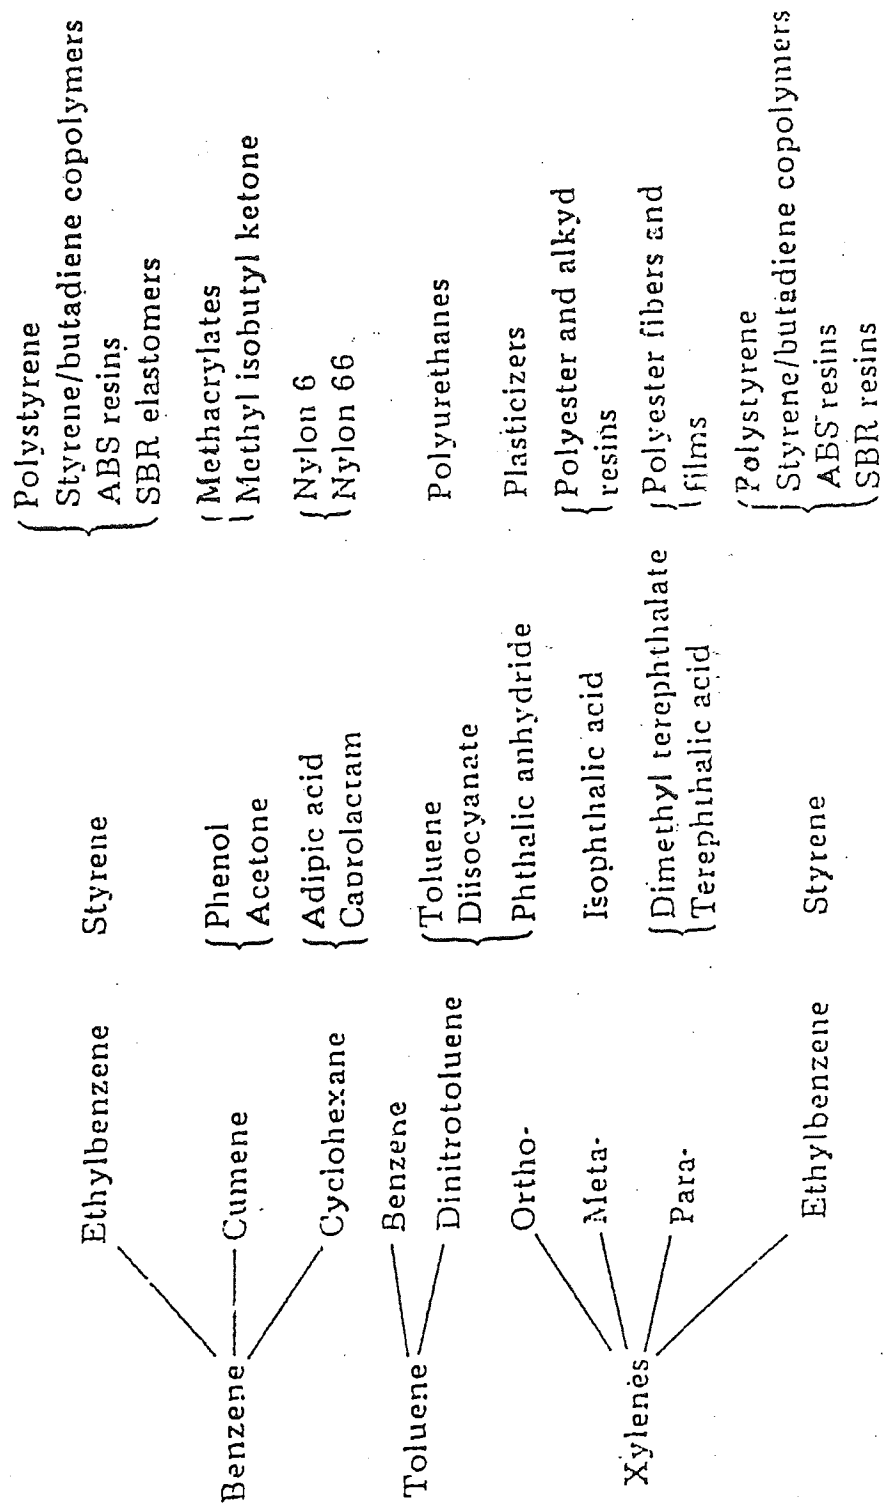 Polystyrene
Styrene/butadiene copolymers
Ethylbenzene
Styrene
ABS resins
SBR elastomers
Phenol
Methacrylates
Benzene
Cumene
Acetone
Methyl isobutyl ketone
Adipic acid
Nylon 6
Cyclohexane
Caprolactam
Nylon 66
Benzene
Toluene
Toluene
Dinitrotoluene
Diisocyanate
Polyurethanes
Ortho-
Phthalic anhydride
Plasticizers
Meta-
Isophthalic acid
Polyester and alkyd
resins
Xylenes
Dimethyl terephthalate
Polyester fibers and
Para-
Terephthalic acid
films
Polystyrene
Styrene/butadiene copolymers
Ethylbenzene
Styrene
ABS resins
SBR resins